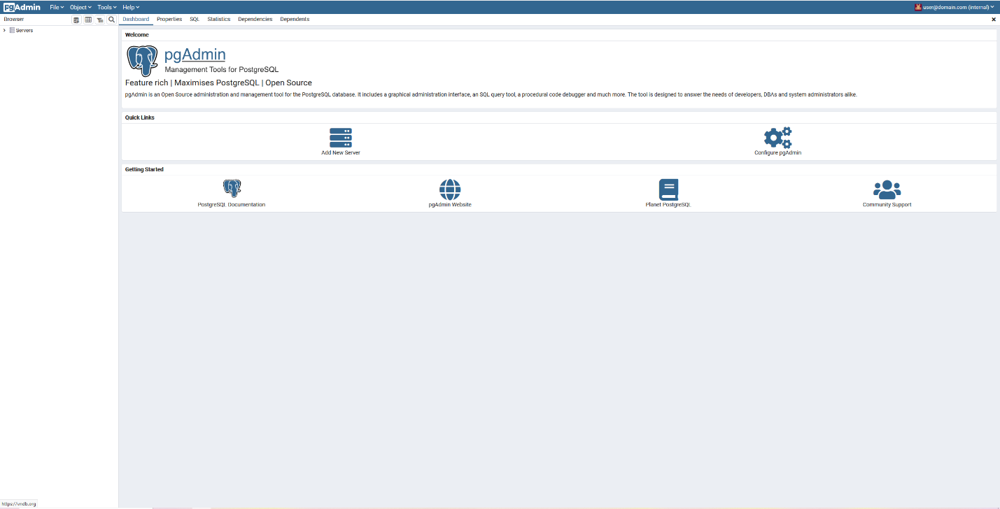 pgAdmin File Object Tools Help user@domain.com (internal)
Browser Dashboard Properties SQL Statistics Dependencies Dependents
Servers
Welcome
pgAdmin
Management Tools for PostgreSQL
Feature rich | Maximises PostgreSQL | Open Source
pgAdmin is an Open Source administration and management tool for the PostgreSQL database. It includes a graphical administration interface, an SQL query tool, a procedural code debugger and much more. The tool is designed to answer the needs of developers, DBAs and system administrators alike.
Quick Links
Add New Server Configure pgAdmin
Getting Started
PostgreSQL Documentation pgAdmin Website Planet PostgreSQL Community Support
https://vndb.org